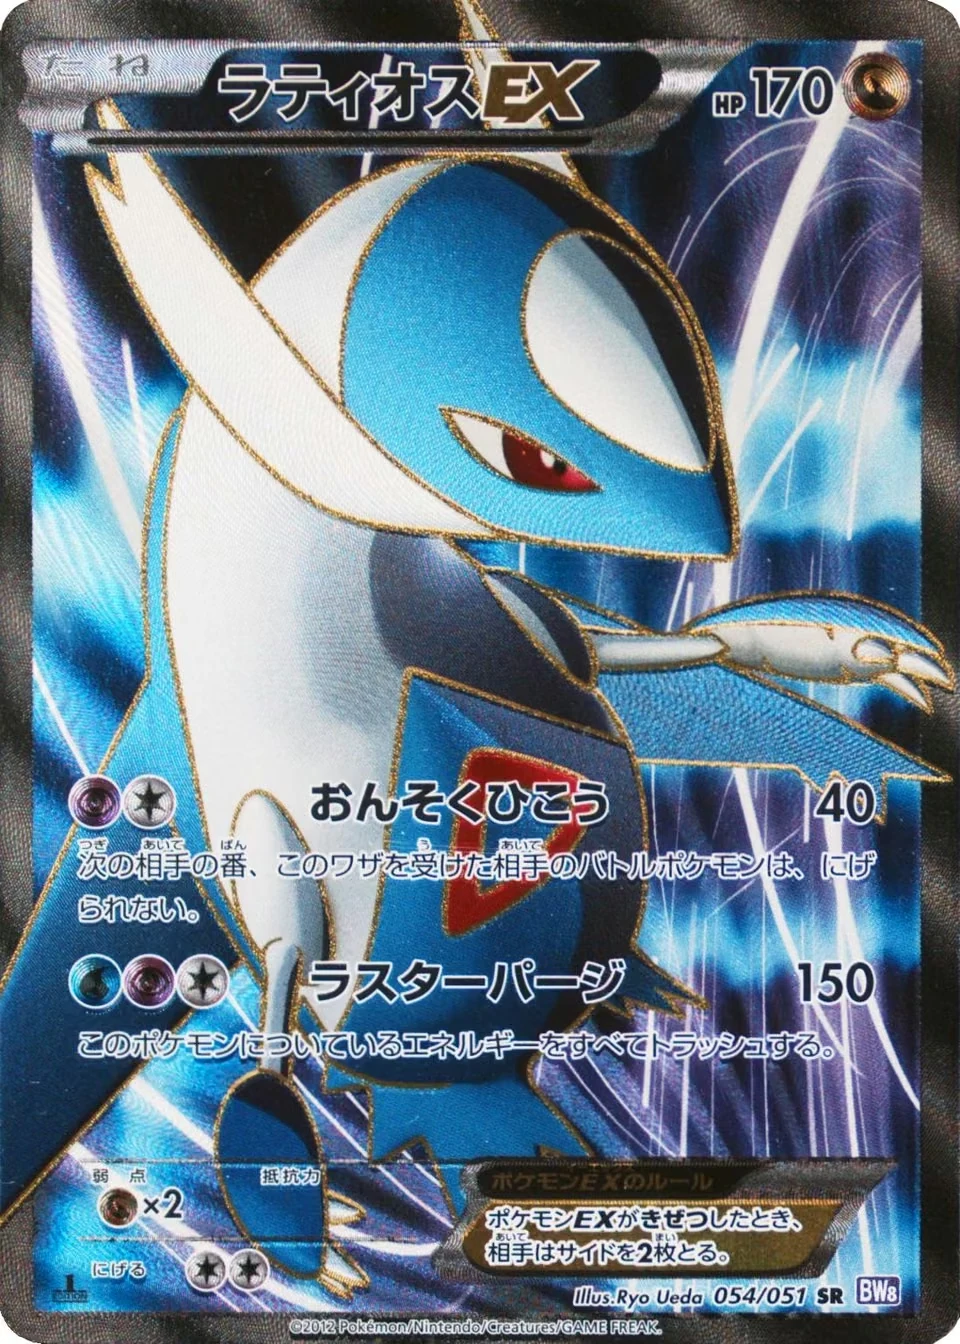 たね ラティオスEX HP170
おんそくひこう 40
次の相手の番、このワザを受けた相手のバトルポケモンは、にげ
られない。
ラスターパージ 150
このポケモンについているエネルギーをすべてトラッシュする。
弱点 抵抗力
×2
にげる
ポケモンEXのルール
ポケモンEXがきぜつしたとき、
相手はサイドを2枚とる。
Illus.Ryo Ueda 054/051 SR BW8
©2012 Pokémon/Nintendo/Creatures/GAME FREAK.